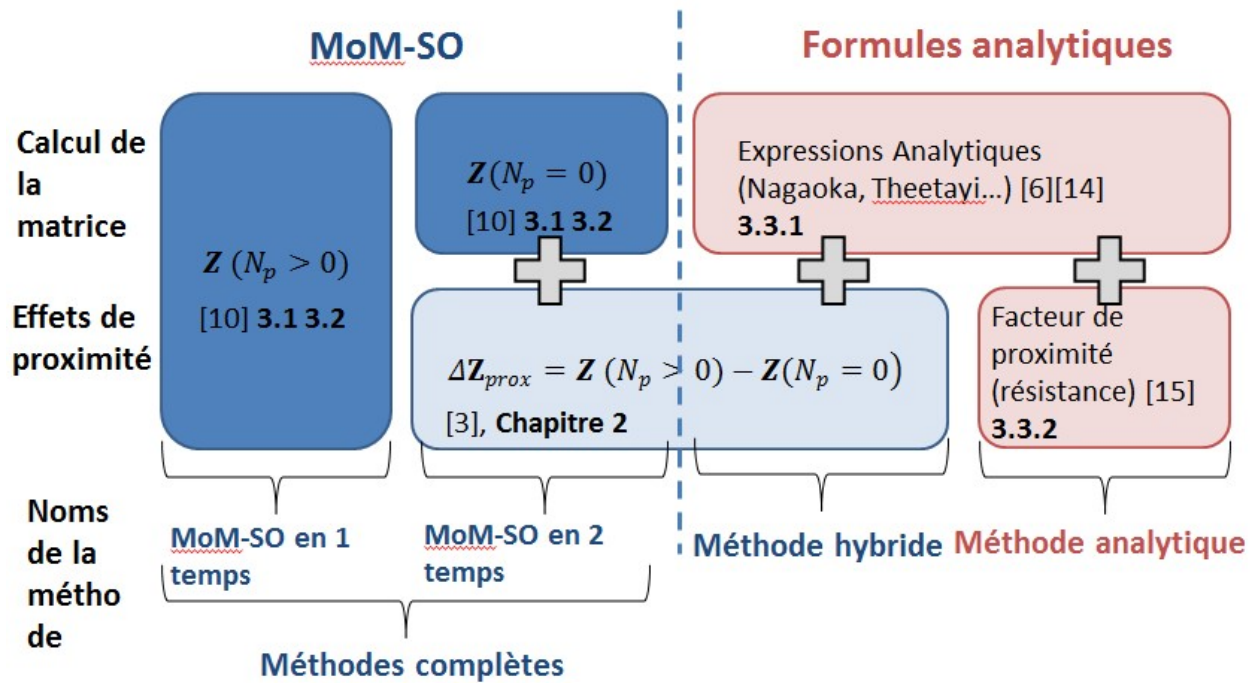 MoM-SO
Formules analytiques
Calcul de
la
matrice
Effets de
proximité
Z (Nₚ > 0)
[10] 3.1 3.2
Z(Nₚ = 0)
[10] 3.1 3.2
Expressions Analytiques
(Nagaoka, Theetayi...) [6][14]
3.3.1
ΔZₚᵣₒₓ = Z (Nₚ > 0) − Z(Nₚ = 0)
[3], Chapitre 2
Facteur de
proximité
(résistance) [15]
3.3.2
Noms
de la
métho
de
MoM-SO en 1
temps
MoM-SO en 2
temps
Méthode hybride
Méthode analytique
Méthodes complètes